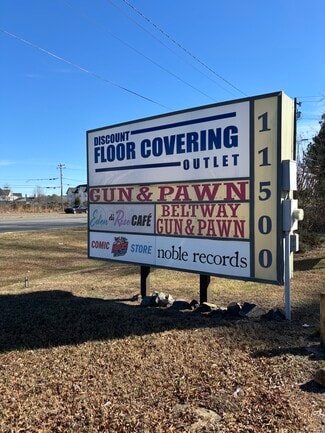 DISCOUNT
FLOOR COVERING
OUTLET
GUN & PAWN
CAFÉ
BELTWAY
GUN & PAWN
COMIC STORE
noble records
11500